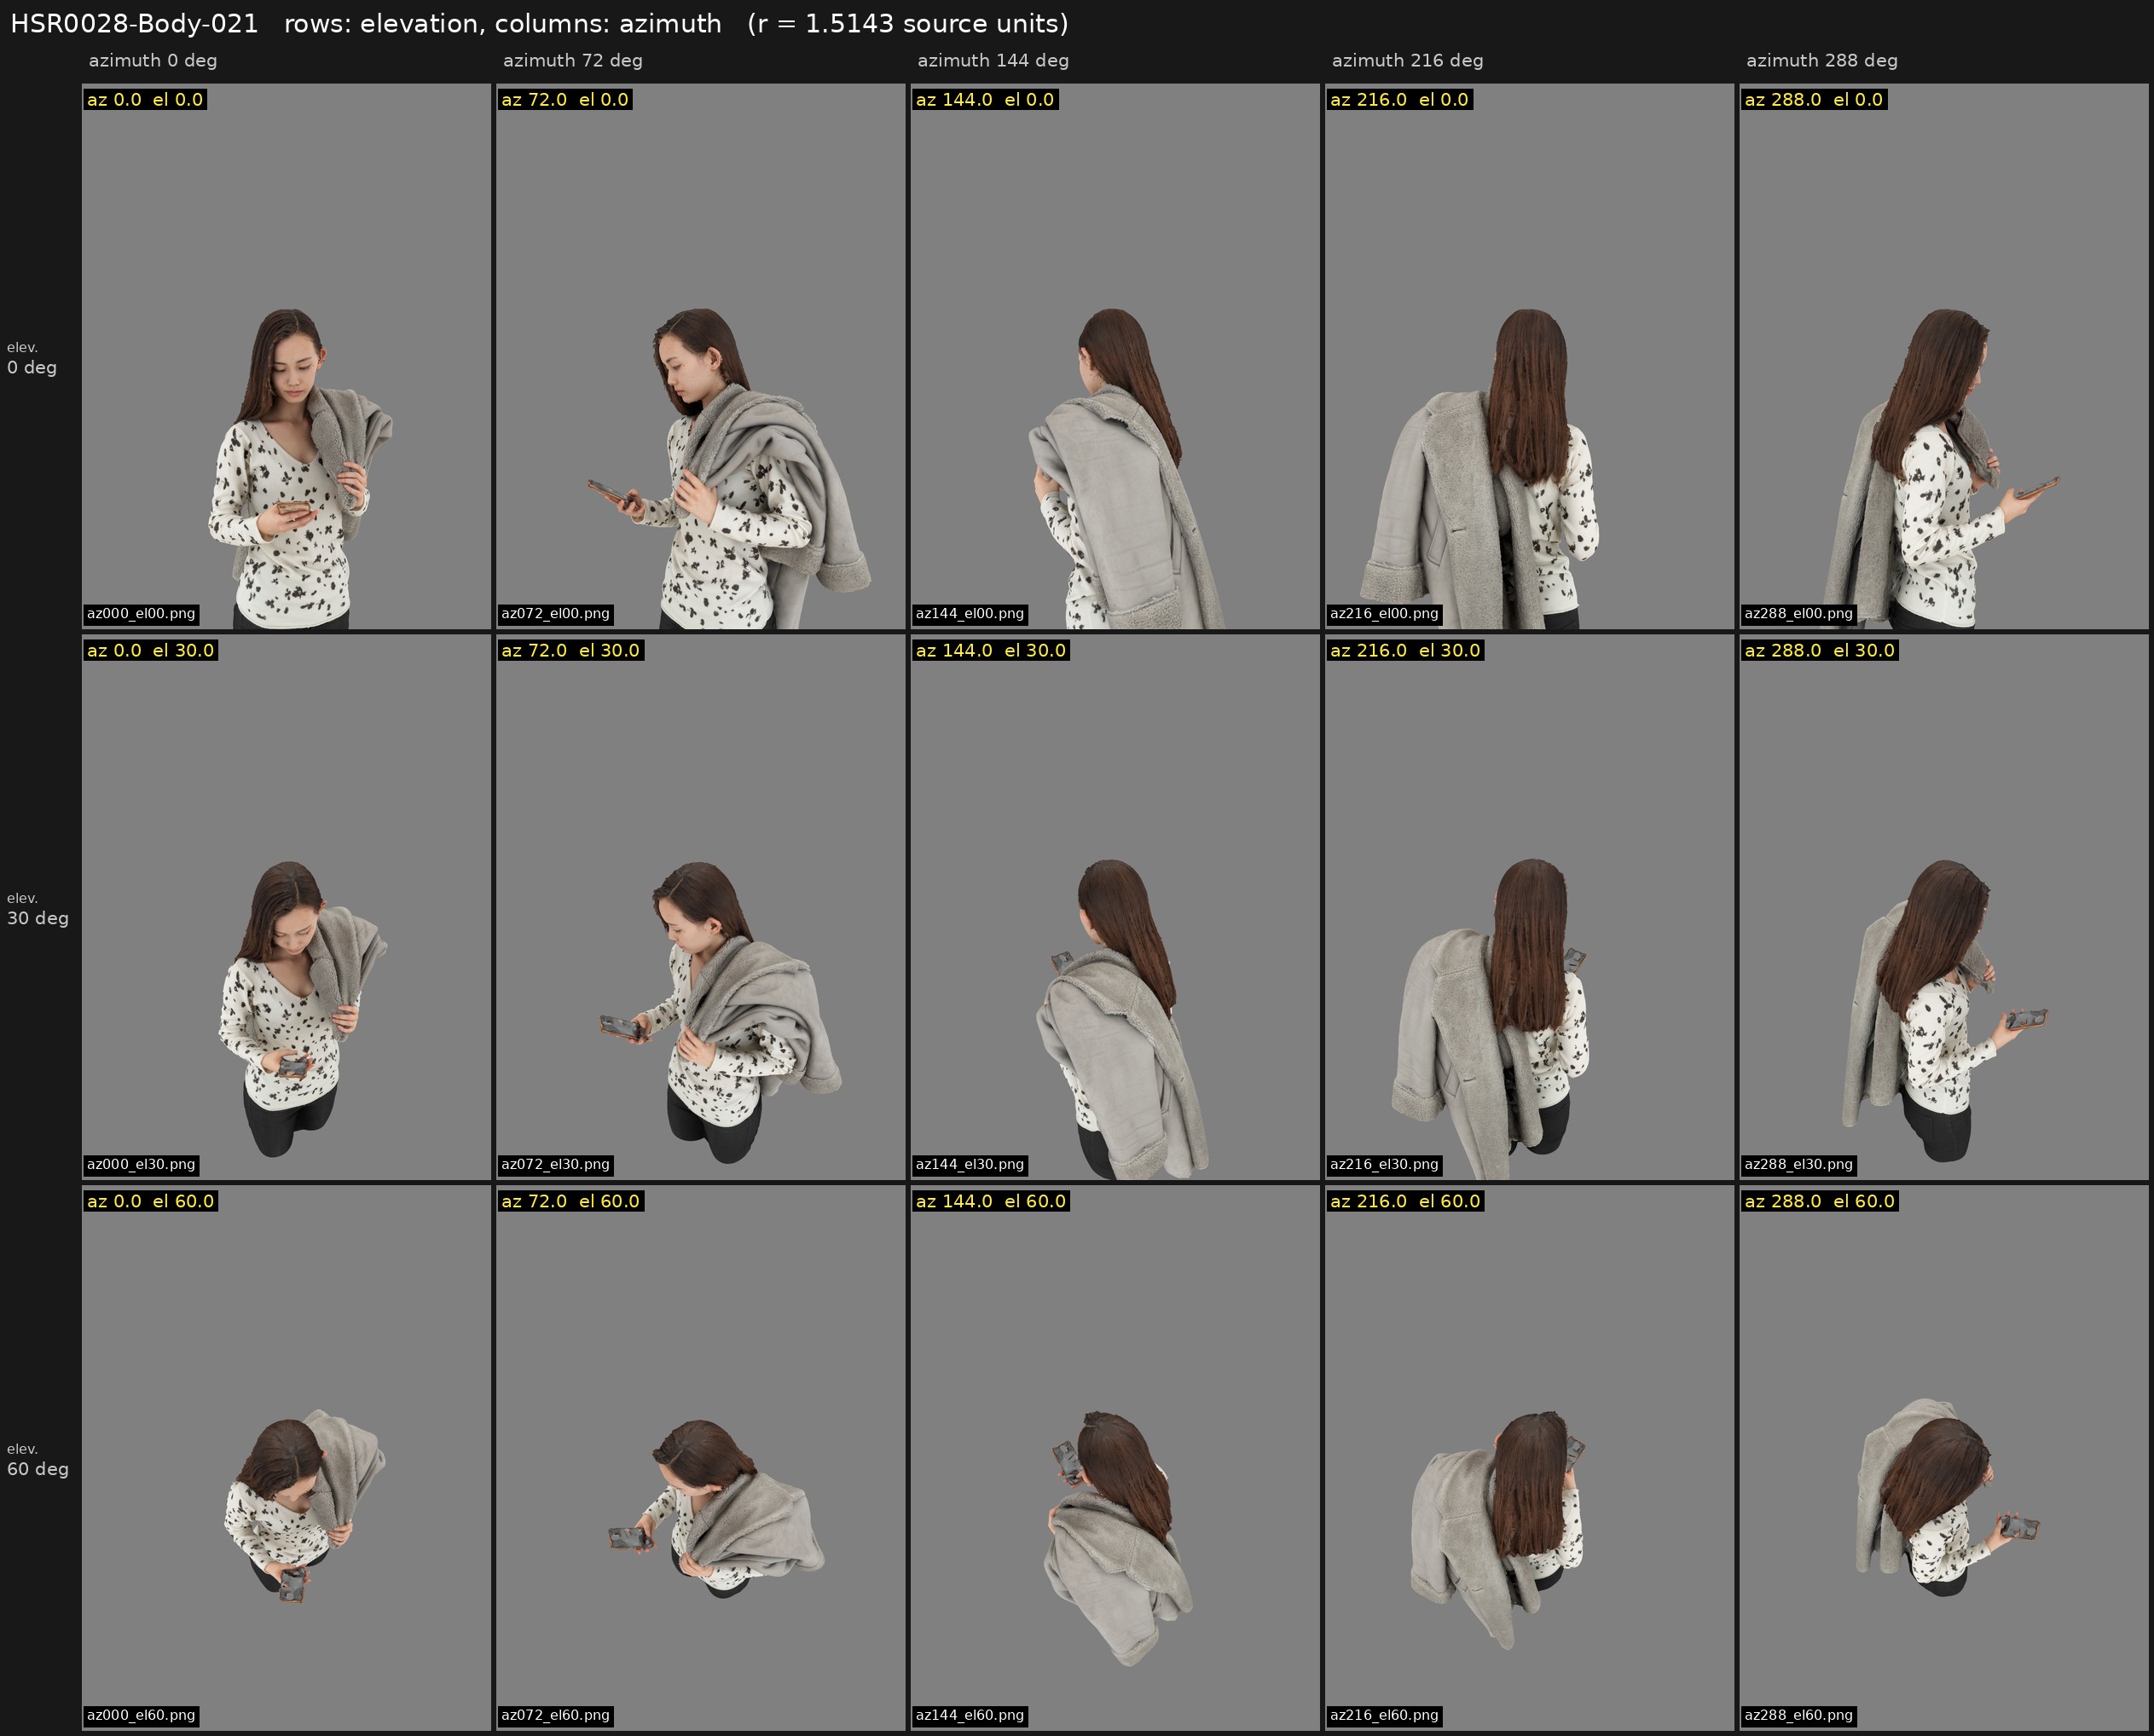 HSR0028-Body-021   rows: elevation, columns: azimuth   (r = 1.5143 source units)
azimuth 0 deg
azimuth 72 deg
azimuth 144 deg
azimuth 216 deg
azimuth 288 deg
az 0.0  el 0.0
az 72.0  el 0.0
az 144.0  el 0.0
az 216.0  el 0.0
az 288.0  el 0.0
elev.
0 deg
az000_el00.png
az072_el00.png
az144_el00.png
az216_el00.png
az288_el00.png
az 0.0  el 30.0
az 72.0  el 30.0
az 144.0  el 30.0
az 216.0  el 30.0
az 288.0  el 30.0
elev.
30 deg
az000_el30.png
az072_el30.png
az144_el30.png
az216_el30.png
az288_el30.png
az 0.0  el 60.0
az 72.0  el 60.0
az 144.0  el 60.0
az 216.0  el 60.0
az 288.0  el 60.0
elev.
60 deg
az000_el60.png
az072_el60.png
az144_el60.png
az216_el60.png
az288_el60.png